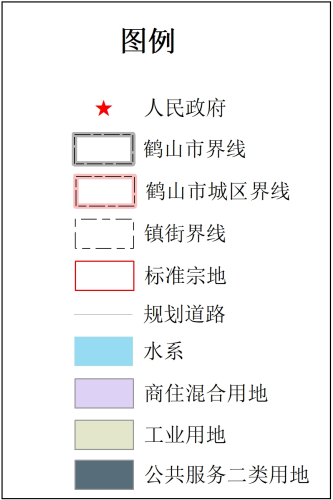 图例
人民政府
鹤山市界线
鹤山市城区界线
镇街界线
标准宗地
规划道路
水系
商住混合用地
工业用地
公共服务二类用地